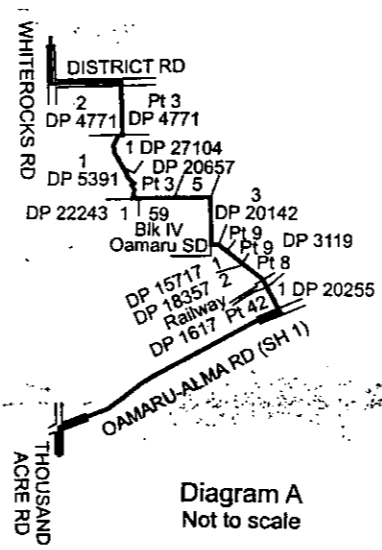 WHITEROCKS RD
DISTRICT RD
2
DP 4771
Pt 3
DP 4771
1 DP 27104
DP 20657
1
DP 5391
Pt 3
5
3
DP 20142
DP 22243
1
59
Blk IV
Oamaru SD
Pt 9
Pt 9
DP 3119
Pt 8
DP 15717 1
DP 18357 2
Railway
1 DP 20255
DP 1617 Pt 42
OAMARU-ALMA RD (SH 1)
THOUSAND
ACRE RD
Diagram A
Not to scale